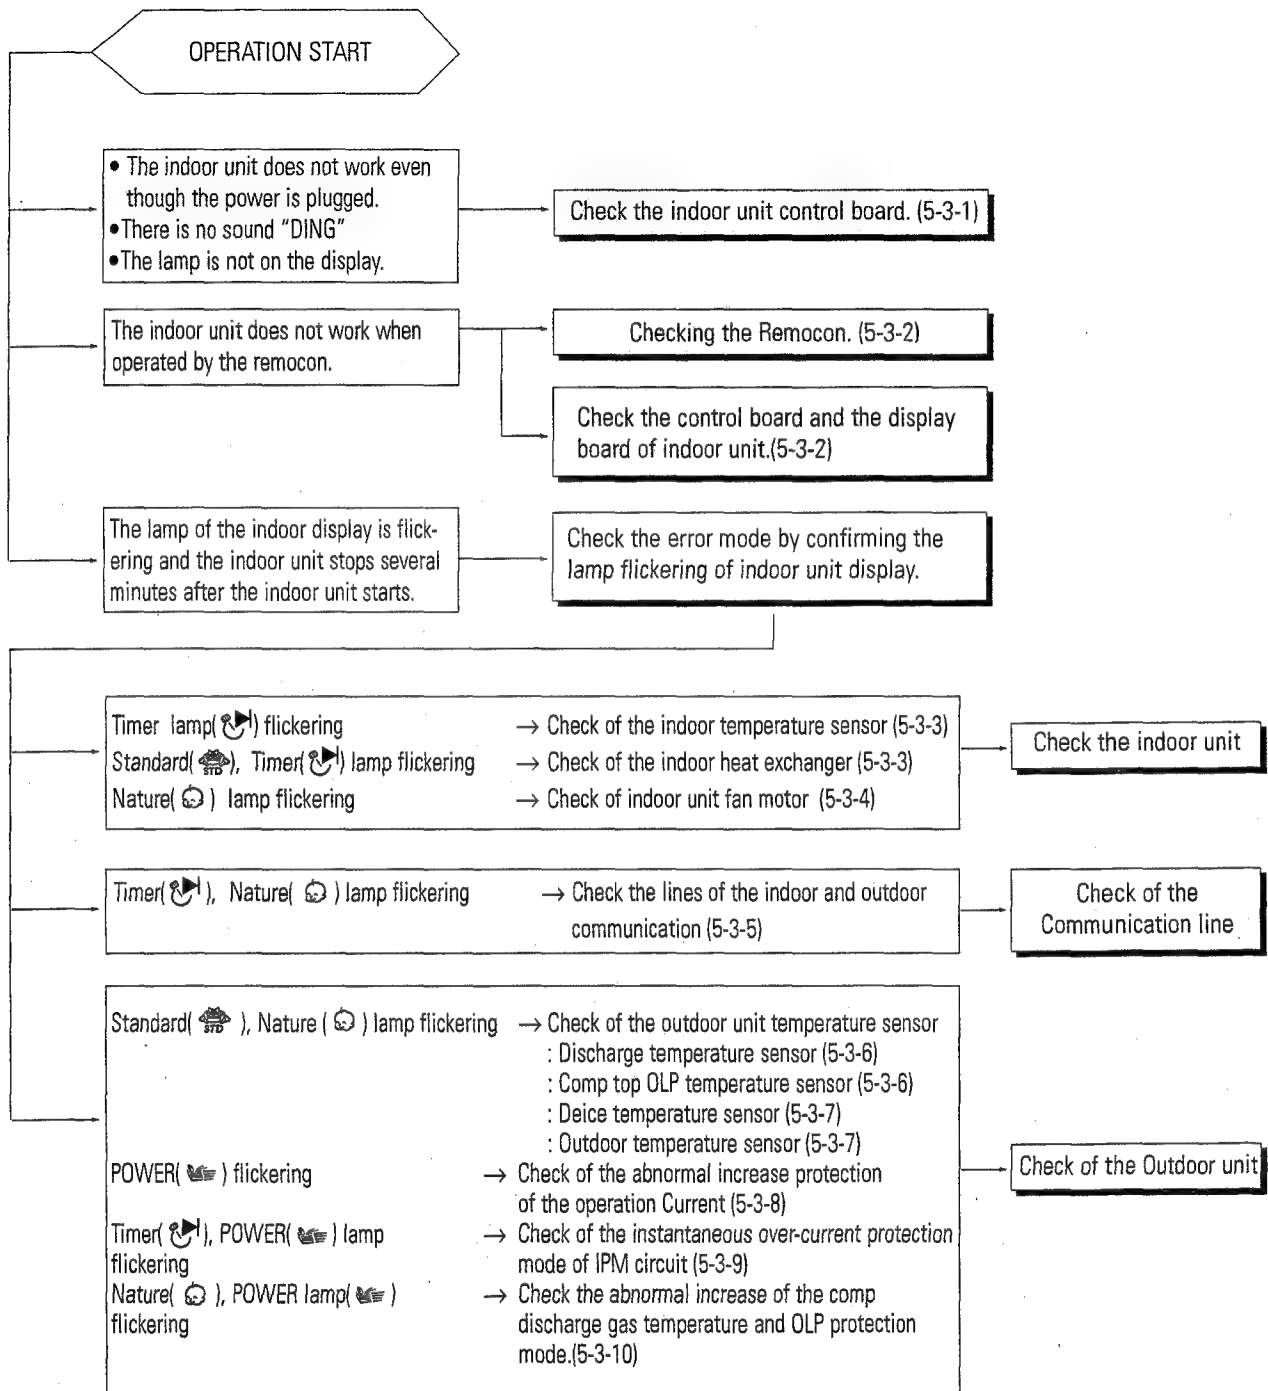 OPERATION START
• The indoor unit does not work even
though the power is plugged.
•There is no sound "DING"
•The lamp is not on the display.
Check the indoor unit control board. (5-3-1)
The indoor unit does not work when
operated by the remocon.
Checking the Remocon. (5-3-2)
Check the control board and the display
board of indoor unit.(5-3-2)
The lamp of the indoor display is flick-
ering and the indoor unit stops several
minutes after the indoor unit starts.
Check the error mode by confirming the
lamp flickering of indoor unit display.
Timer lamp( ) flickering → Check of the indoor temperature sensor (5-3-3)
Standard( STD ), Timer( ) lamp flickering → Check of the indoor heat exchanger (5-3-3)
Nature( ) lamp flickering → Check of indoor unit fan motor (5-3-4)
Check the indoor unit
Timer( ), Nature( ) lamp flickering → Check the lines of the indoor and outdoor
communication (5-3-5)
Check of the
Communication line
Standard( STD ), Nature ( ) lamp flickering → Check of the outdoor unit temperature sensor
: Discharge temperature sensor (5-3-6)
: Comp top OLP temperature sensor (5-3-6)
: Deice temperature sensor (5-3-7)
: Outdoor temperature sensor (5-3-7)
POWER( ) flickering → Check of the abnormal increase protection
of the operation Current (5-3-8)
Timer( ), POWER( ) lamp → Check of the instantaneous over-current protection
flickering mode of IPM circuit (5-3-9)
Nature( ), POWER lamp( ) → Check the abnormal increase of the comp
flickering discharge gas temperature and OLP protection
mode.(5-3-10)
Check of the Outdoor unit